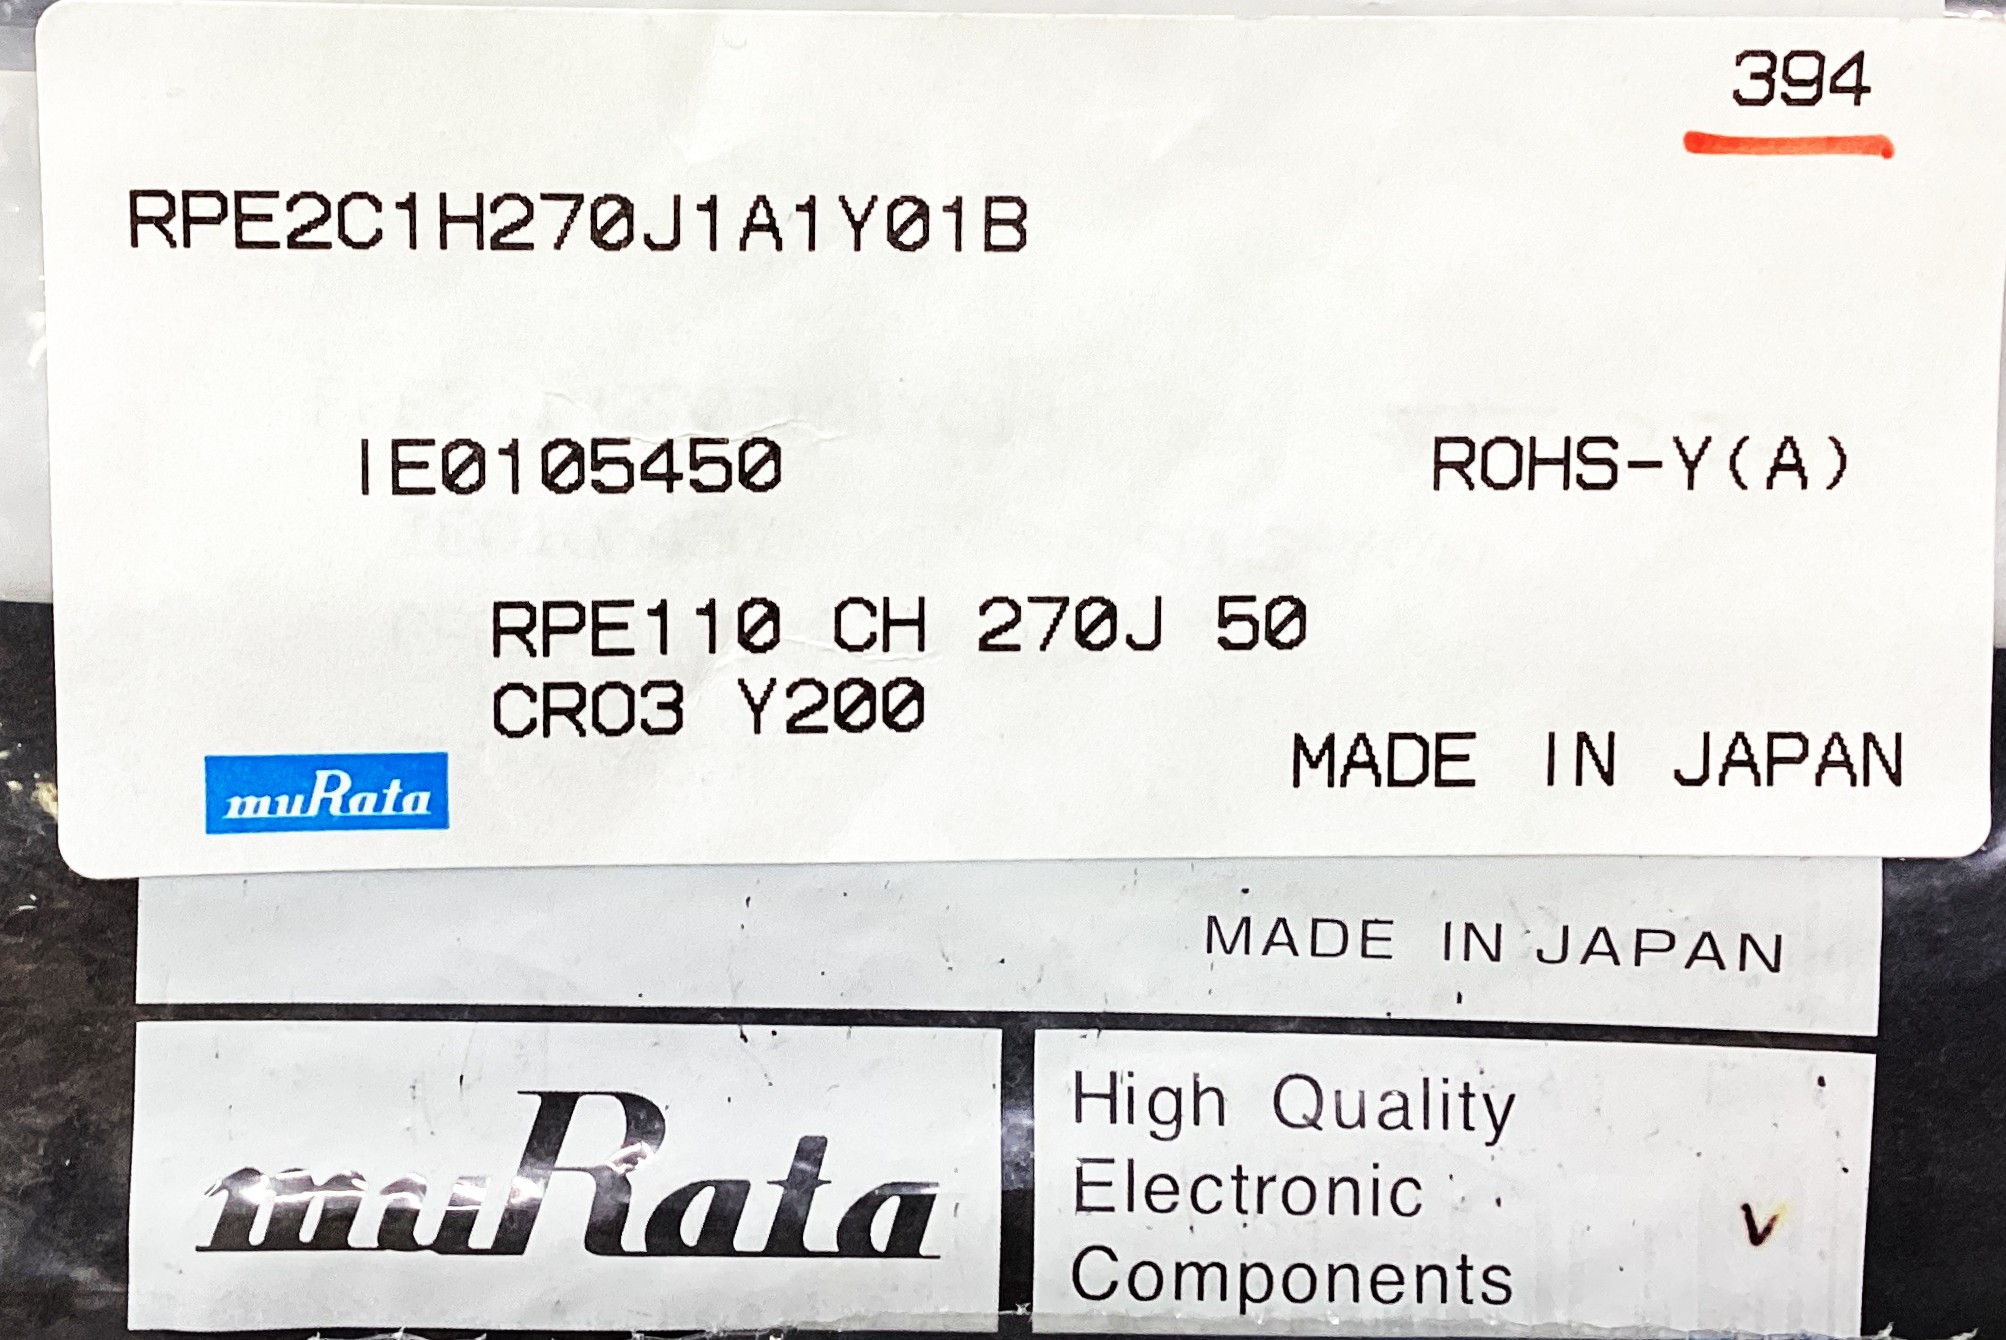 394
RPE2C1H270J1A1Y01B
IE0105450 ROHS-Y(A)
RPE110 CH 270J 50
CR03 Y200
muRata MADE IN JAPAN
MADE IN JAPAN
muRata
High Quality
Electronic
Components
v